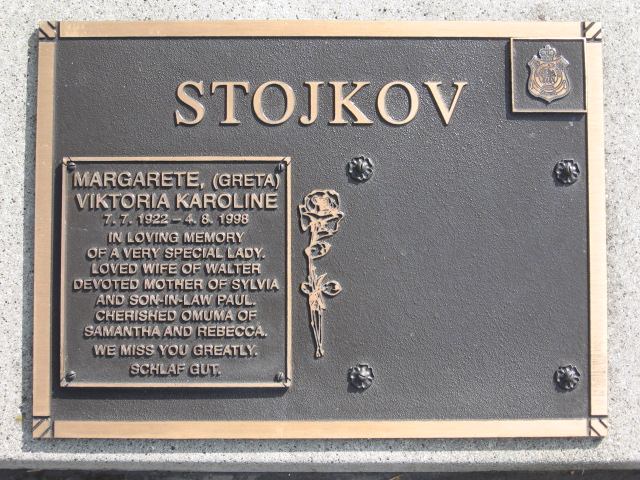 STOJKOV
MARGARETE, (GRETA)
VIKTORIA KAROLINE
7. 7. 1922 – 4. 8. 1998
IN LOVING MEMORY
OF A VERY SPECIAL LADY.
LOVED WIFE OF WALTER
DEVOTED MOTHER OF SYLVIA
AND SON-IN-LAW PAUL.
CHERISHED OMUMA OF
SAMANTHA AND REBECCA.
WE MISS YOU GREATLY.
SCHLAF GUT.